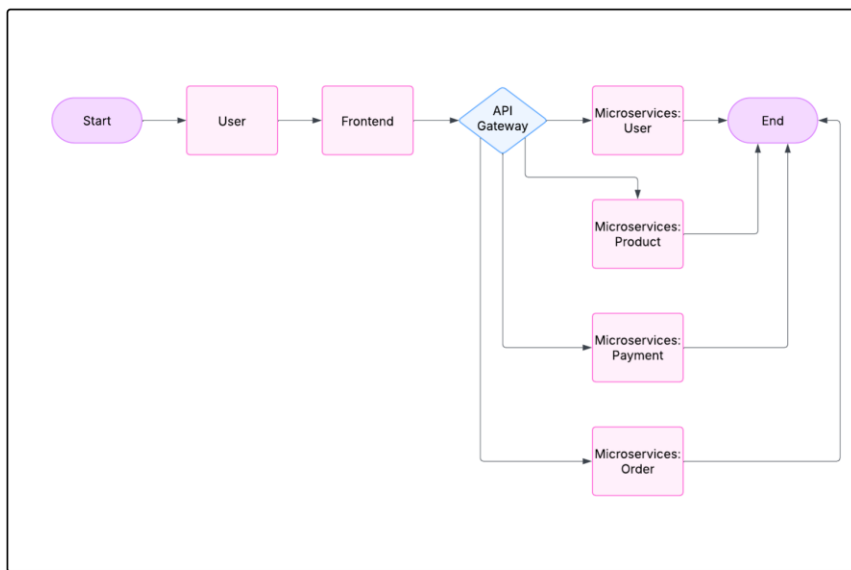 Start
User
Frontend
API
Gateway
Microservices:
User
End
Microservices:
Product
Microservices:
Payment
Microservices:
Order